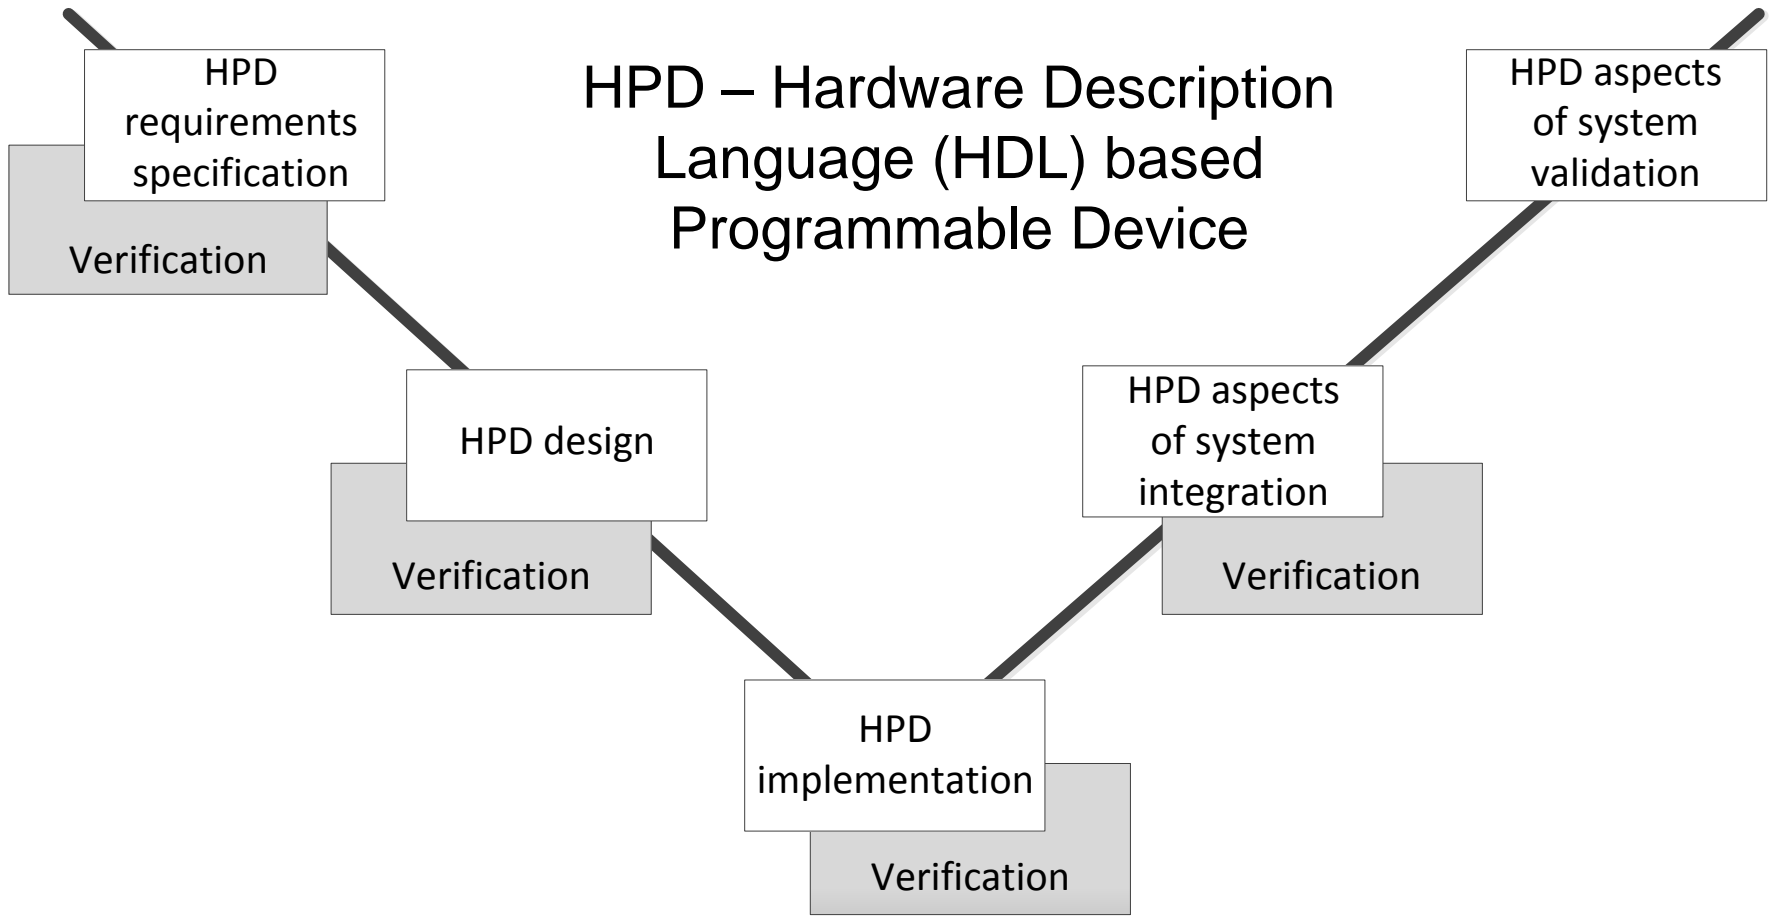 HPD
requirements
specification
Verification
HPD – Hardware Description
Language (HDL) based
Programmable Device
HPD aspects
of system
validation
HPD design
Verification
HPD aspects
of system
integration
Verification
HPD
implementation
Verification